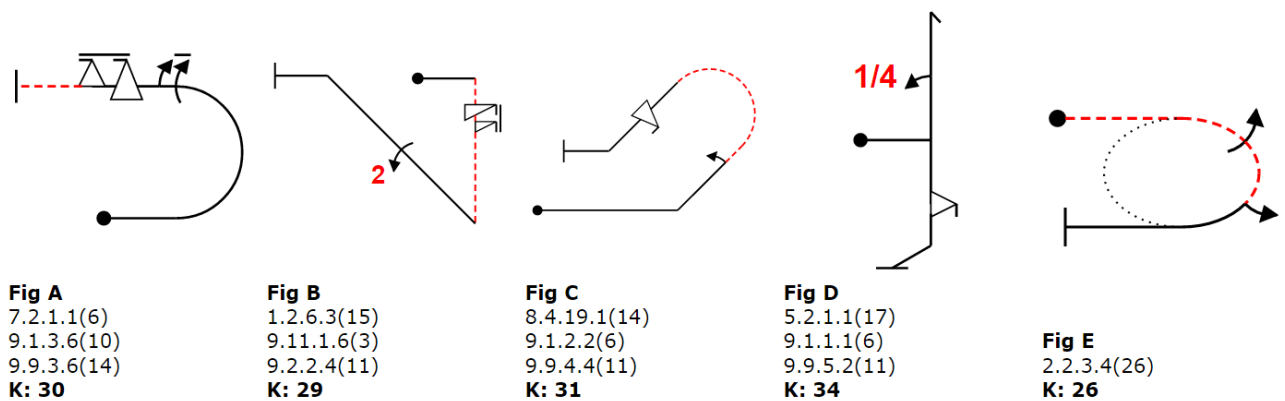 2
1/4
Fig A
7.2.1.1(6)
9.1.3.6(10)
9.9.3.6(14)
K: 30
Fig B
1.2.6.3(15)
9.11.1.6(3)
9.2.2.4(11)
K: 29
Fig C
8.4.19.1(14)
9.1.2.2(6)
9.9.4.4(11)
K: 31
Fig D
5.2.1.1(17)
9.1.1.1(6)
9.9.5.2(11)
K: 34
Fig E
2.2.3.4(26)
K: 26